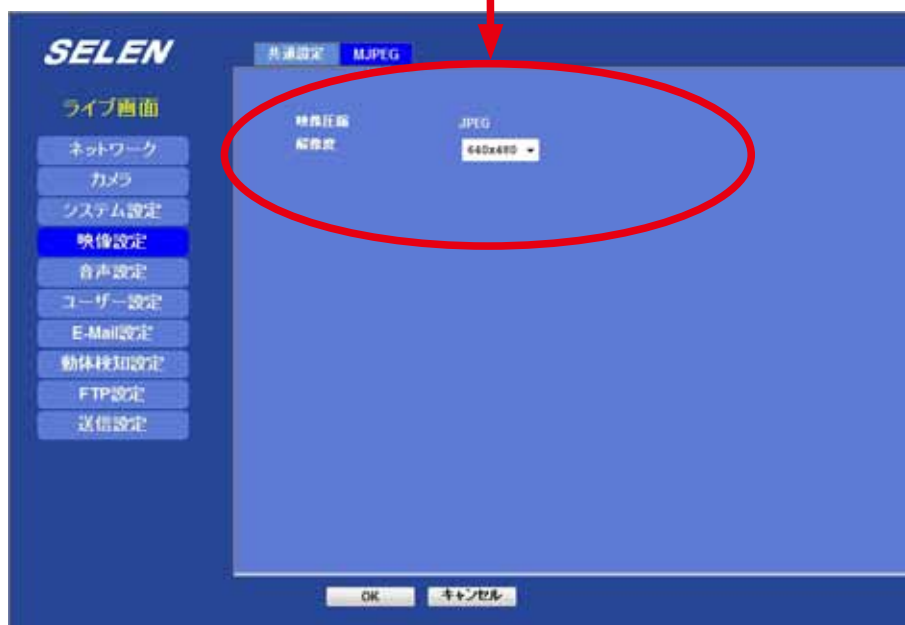 SELEN
共通設定 MJPEG
ライブ画面
映像圧縮 JPEG
解像度 640x480
ネットワーク
カメラ
システム設定
映像設定
音声設定
ユーザー設定
E-Mail設定
動体検知設定
FTP設定
送信設定
OK キャンセル